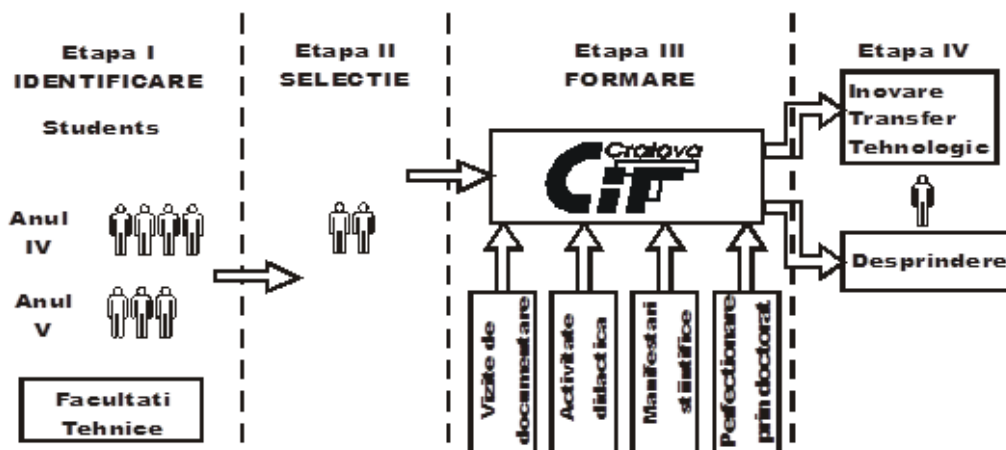 Etapa I
IDENTIFICARE
Students
Anul
IV
Anul
V
Facultati
Tehnice
Etapa II
SELECTIE
Etapa III
FORMARE
Craiova
CiTT
Vizite de
documentare
Activitate
didactica
Manifestari
stiintifice
Perfectionare
prin doctorat
Etapa IV
Inovare
Transfer
Tehnologic
Desprindere